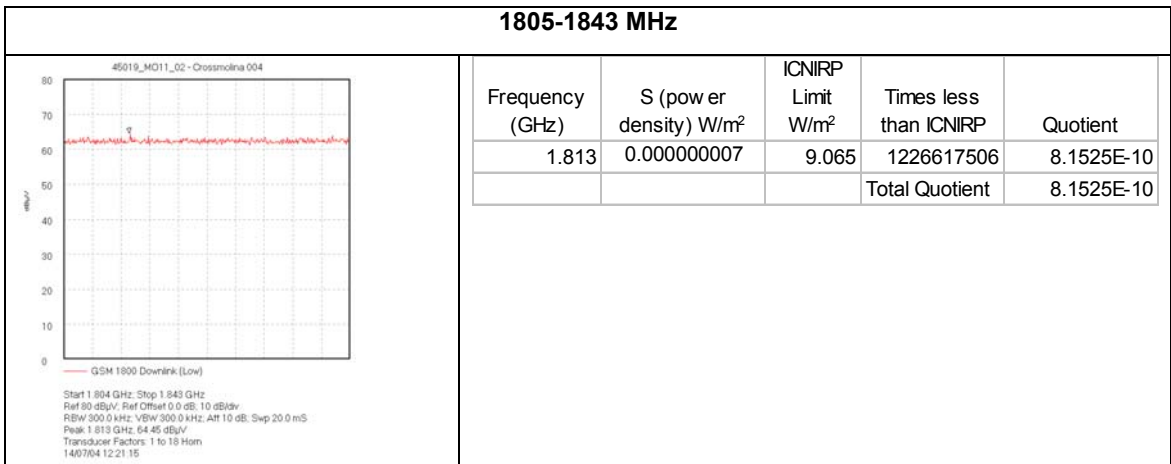 1805-1843 MHz
45019_MO11_02 - Crossmolina 004
80
70
60
50
40
30
20
10
0
dBµV
GSM 1800 Downlink (Low)
Start 1.804 GHz; Stop 1.843 GHz
Ref 80 dBµV; Ref Offset 0.0 dB; 10 dB/div
RBW 300.0 kHz; VBW 300.0 kHz; Att 10 dB; Swp 20.0 mS
Peak 1.813 GHz, 64.45 dBµV
Transducer Factors: 1 to 18 Horn
14/07/04 12:21:15
Frequency (GHz) S (pow er density) W/m² ICNIRP Limit W/m² Times less than ICNIRP Quotient
1.813 0.000000007 9.065 1226617506 8.1525E-10
Total Quotient 8.1525E-10